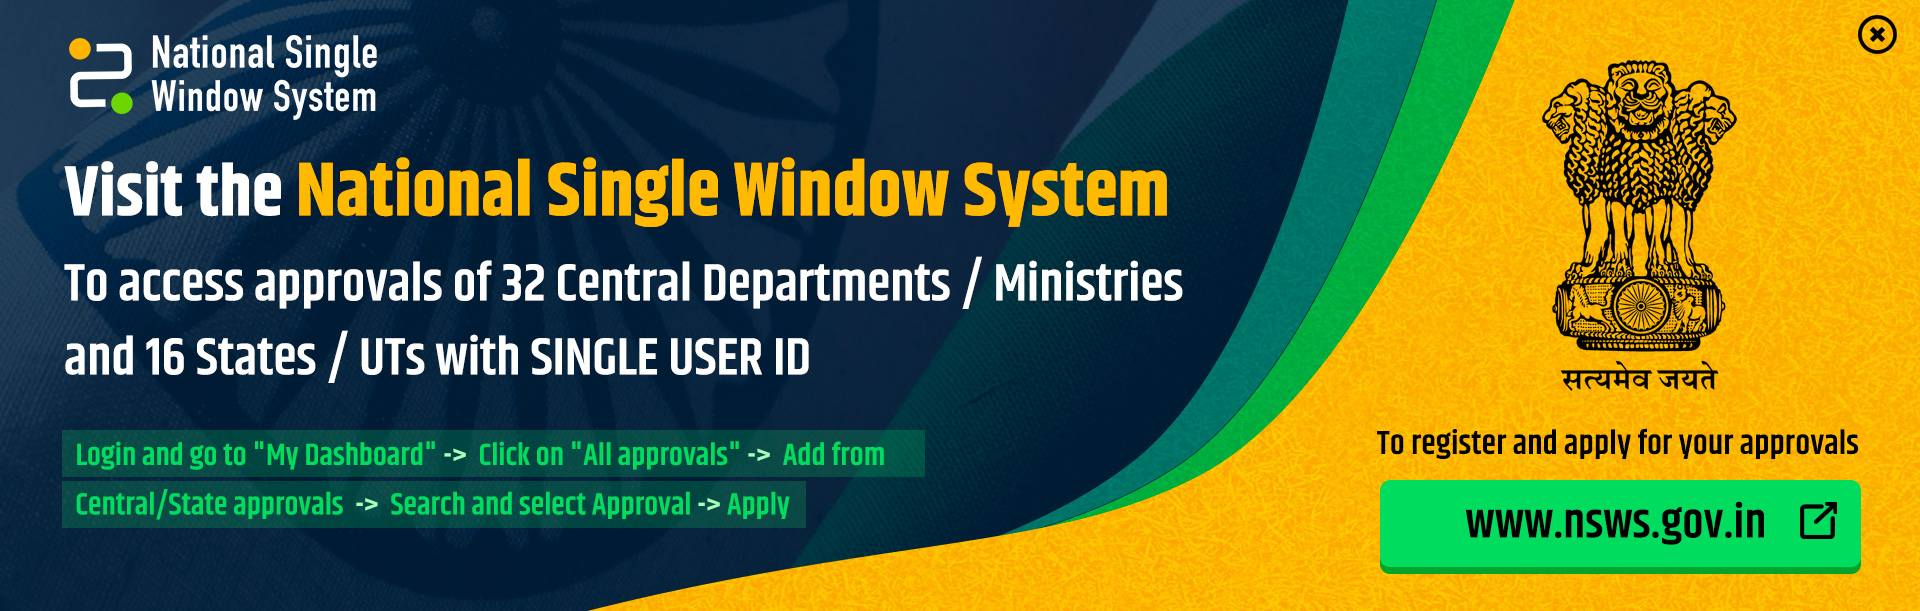 National Single
Window System
Visit the National Single Window System
To access approvals of 32 Central Departments / Ministries
and 16 States / UTs with SINGLE USER ID
Login and go to "My Dashboard" -> Click on "All approvals" -> Add from
Central/State approvals -> Search and select Approval -> Apply
सत्यमेव जयते
To register and apply for your approvals
www.nsws.gov.in